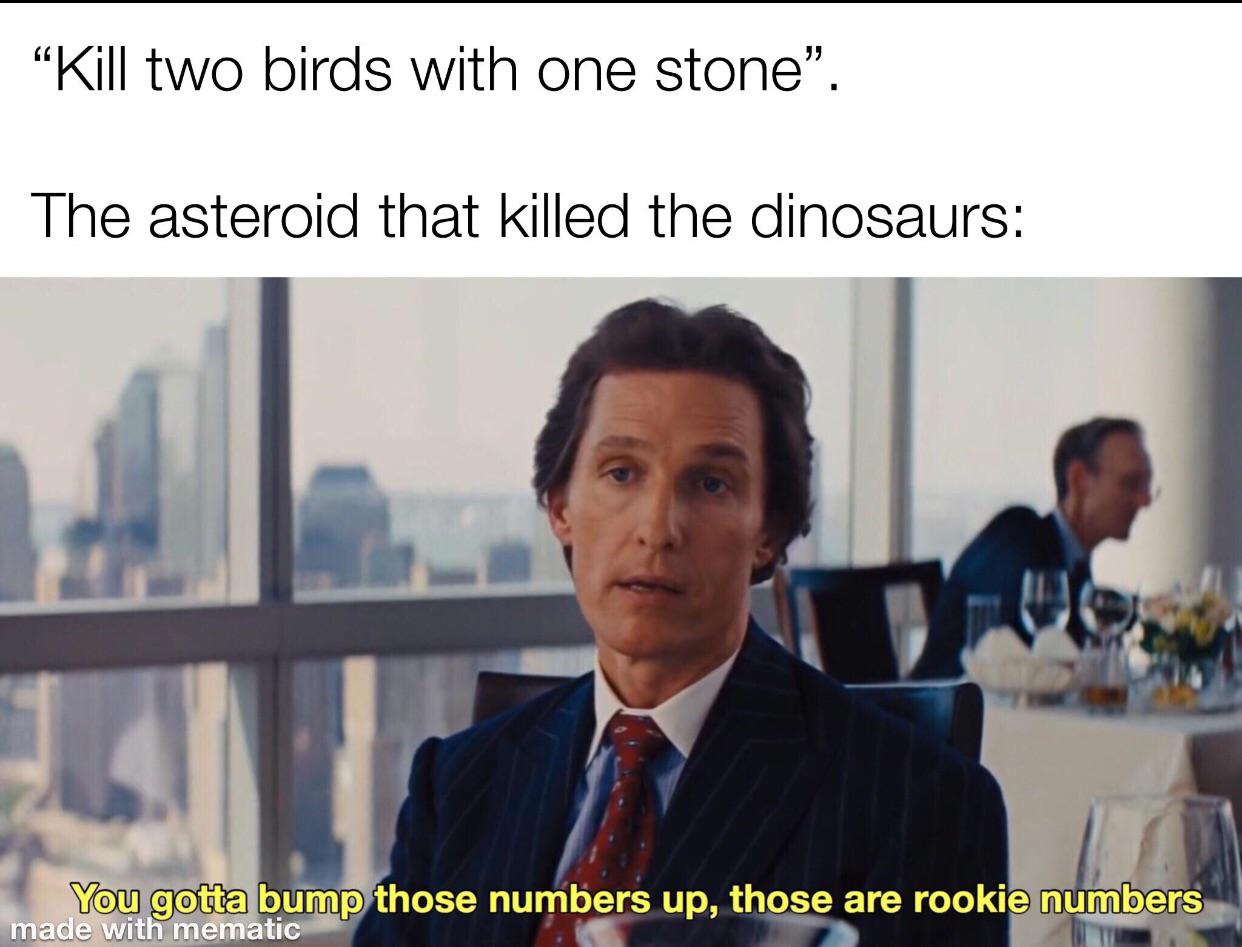 “Kill two birds with one stone”.
The asteroid that killed the dinosaurs:
You gotta bump those numbers up, those are rookie numbers
made with mematic